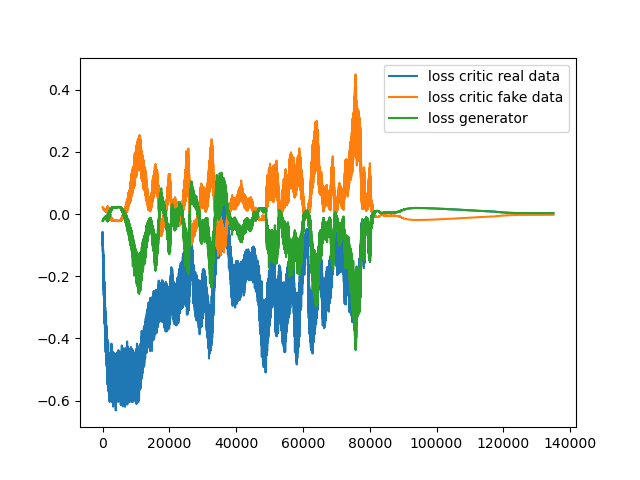 loss critic real data
loss critic fake data
loss generator
0.4
0.2
0.0
−0.2
−0.4
−0.6
0 20000 40000 60000 80000 100000 120000 140000